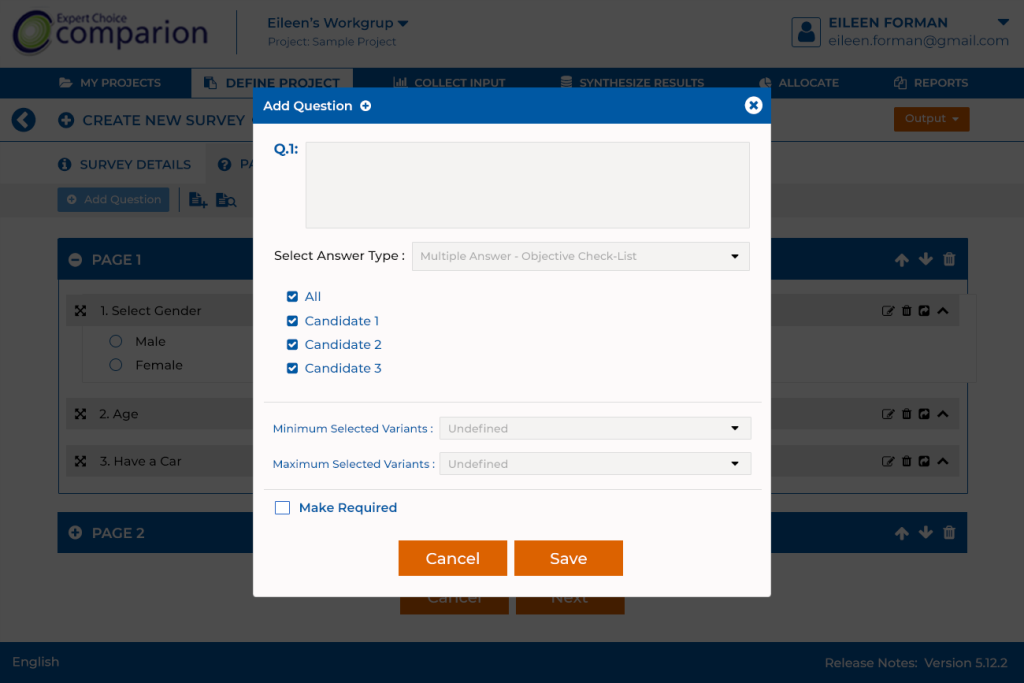 Expert Choice
comparion
Eileen's Workgrup
Project: Sample Project
EILEEN FORMAN
eileen.forman@gmail.com
MY PROJECTS
DEFINE PROJECT
COLLECT INPUT
SYNTHESIZE RESULTS
ALLOCATE
REPORTS
Add Question
CREATE NEW SURVEY
Output
Q.1:
SURVEY DETAILS
Add Question
Select Answer Type :
Multiple Answer - Objective Check-List
PAGE 1
All
1. Select Gender
Candidate 1
Male
Candidate 2
Female
Candidate 3
2. Age
Minimum Selected Variants :
Undefined
3. Have a Car
Maximum Selected Variants :
Undefined
Make Required
PAGE 2
Cancel
Save
Cancel
Next
English
Release Notes: Version 5.12.2